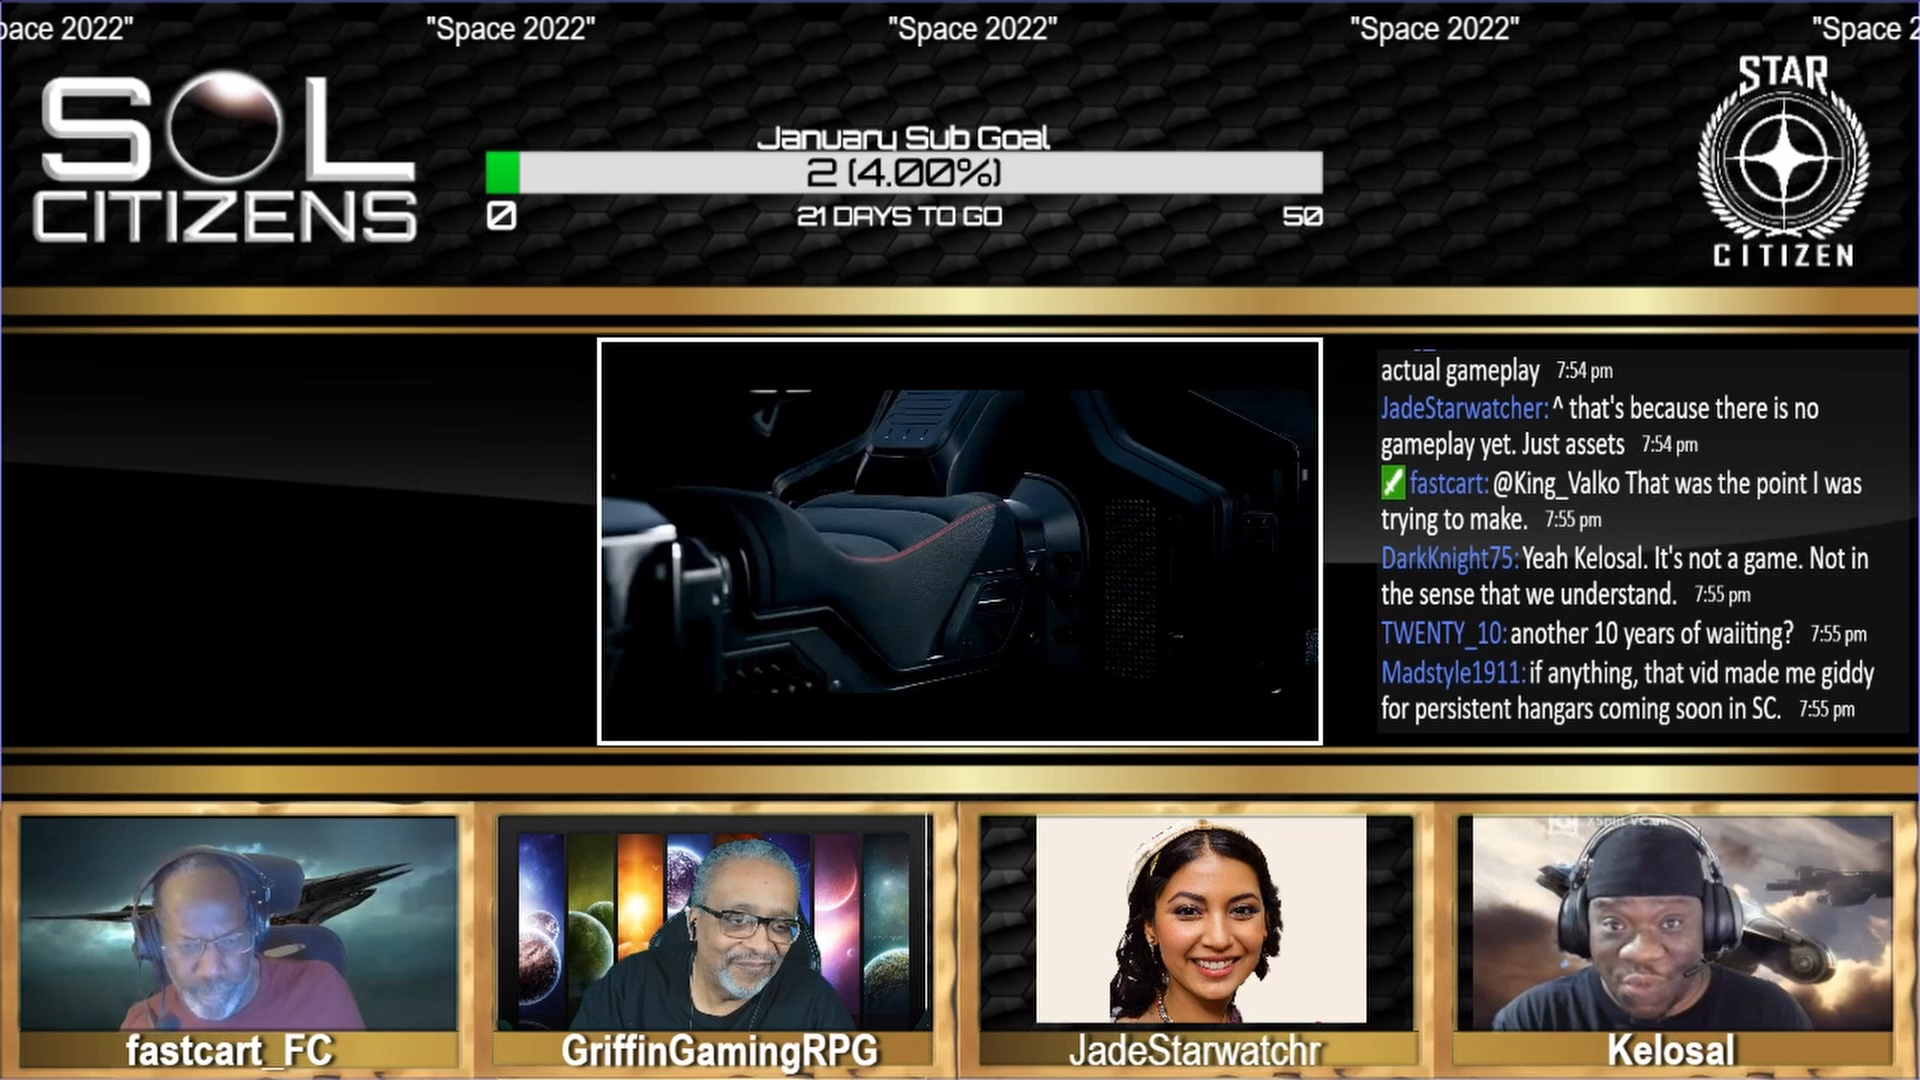 pace 2022" "Space 2022" "Space 2022" "Space 2022" "Space 2
SOL
CITIZENS
January Sub Goal
2 (4.00%)
0 21 DAYS TO GO 50
STAR
CITIZEN
actual gameplay 7:54 pm
JadeStarwatcher: ^ that's because there is no
gameplay yet. Just assets 7:54 pm
fastcart: @King_Valko That was the point I was
trying to make. 7:55 pm
DarkKnight75: Yeah Kelosal. It's not a game. Not in
the sense that we understand. 7:55 pm
TWENTY_10: another 10 years of waiiting? 7:55 pm
Madstyle1911: if anything, that vid made me giddy
for persistent hangars coming soon in SC. 7:55 pm
XSplit VCam
fastcart_FC
GriffinGamingRPG
JadeStarwatchr
Kelosal